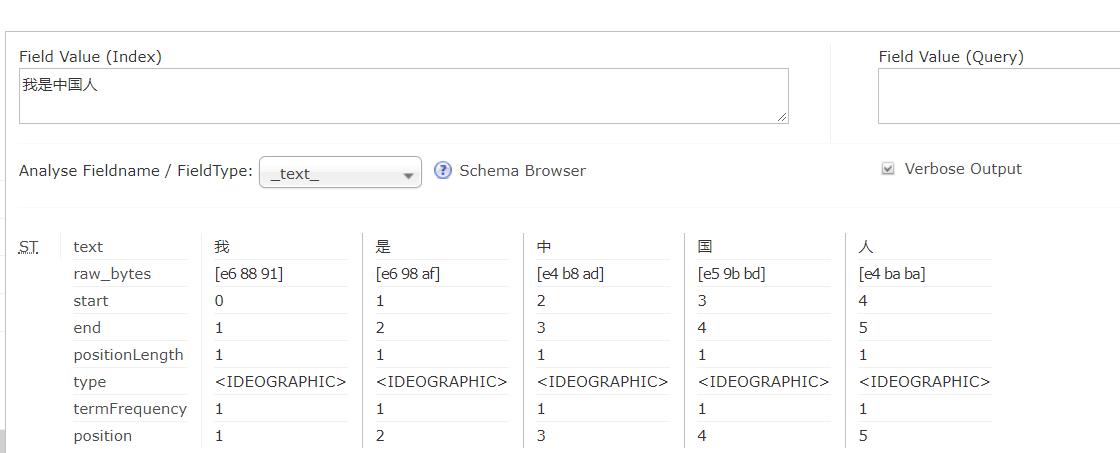 Field Value (Index) Field Value (Query)
我是中国人
Analyse Fieldname / FieldType: _text_ ? Schema Browser Verbose Output
ST text 我 是 中 国 人
raw_bytes [e6 88 91] [e6 98 af] [e4 b8 ad] [e5 9b bd] [e4 ba ba]
start 0 1 2 3 4
end 1 2 3 4 5
positionLength 1 1 1 1 1
type <IDEOGRAPHIC> <IDEOGRAPHIC> <IDEOGRAPHIC> <IDEOGRAPHIC> <IDEOGRAPHIC>
termFrequency 1 1 1 1 1
position 1 2 3 4 5